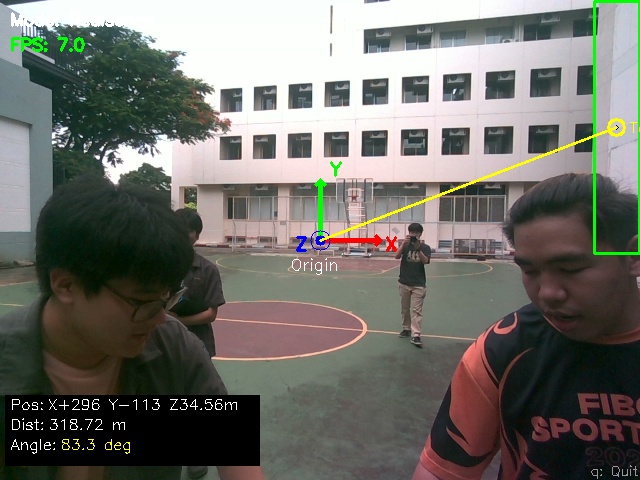 FPS: 7.0
Y
Z
X
Origin
Pos: X+296 Y-113 Z34.56m
Dist: 318.72 m
Angle: 83.3 deg
FIBO
SPORT
q: Quit